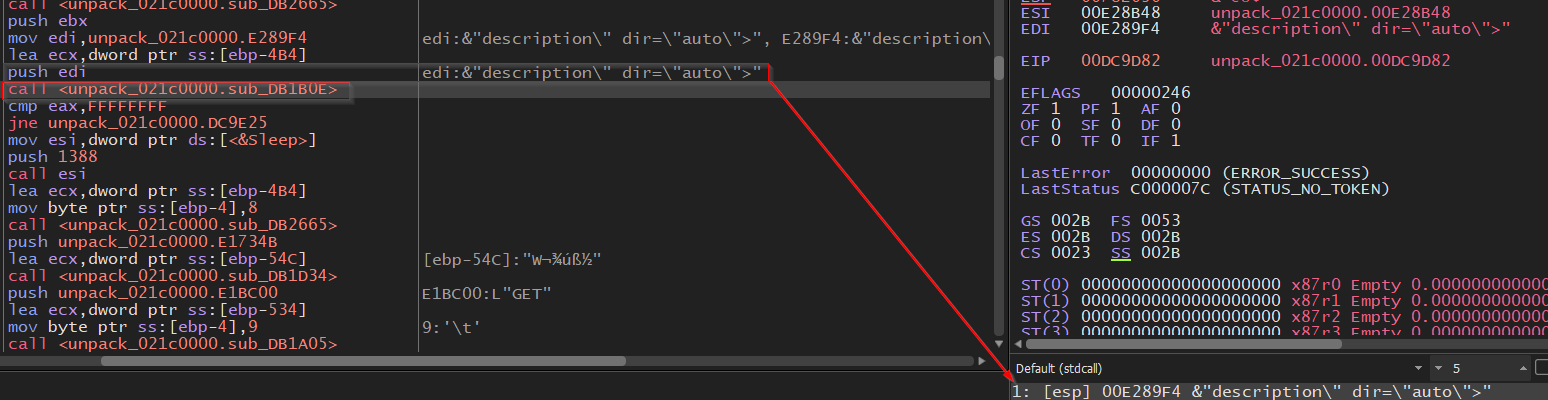 call <unpack_021c0000.sub_DB2665>
push ebx
mov edi,unpack_021c0000.E289F4 edi:&"description\" dir=\"auto\">", E289F4:&"description\
lea ecx,dword ptr ss:[ebp-4B4]
push edi edi:&"description\" dir=\"auto\">"
call <unpack_021c0000.sub_DB1B0E>
cmp eax,FFFFFFFF
jne unpack_021c0000.DC9E25
mov esi,dword ptr ds:[<&Sleep>]
push 1388
call esi
lea ecx,dword ptr ss:[ebp-4B4]
mov byte ptr ss:[ebp-4],8
call <unpack_021c0000.sub_DB2665>
push unpack_021c0000.E1734B
lea ecx,dword ptr ss:[ebp-54C] [ebp-54C]:"W¬¾úß½"
call <unpack_021c0000.sub_DB1D34>
push unpack_021c0000.E1BC00 E1BC00:L"GET"
lea ecx,dword ptr ss:[ebp-534]
mov byte ptr ss:[ebp-4],9 9:'\t'
call <unpack_021c0000.sub_DB1A05>
ESI 00E28B48 unpack_021c0000.00E28B48
EDI 00E289F4 &"description\" dir=\"auto\">"
EIP 00DC9D82 unpack_021c0000.00DC9D82
EFLAGS 00000246
ZF 1 PF 1 AF 0
OF 0 SF 0 DF 0
CF 0 TF 0 IF 1
LastError 00000000 (ERROR_SUCCESS)
LastStatus C000007C (STATUS_NO_TOKEN)
GS 002B FS 0053
ES 002B DS 002B
CS 0023 SS 002B
ST(0) 00000000000000000000 x87r0 Empty 0.000000000
ST(1) 00000000000000000000 x87r1 Empty 0.000000000
ST(2) 00000000000000000000 x87r2 Empty 0.000000000
ST(3) 00000000000000000000 x87r3 Empty 0.000000000
Default (stdcall) 5
1: [esp] 00E289F4 &"description\" dir=\"auto\">"